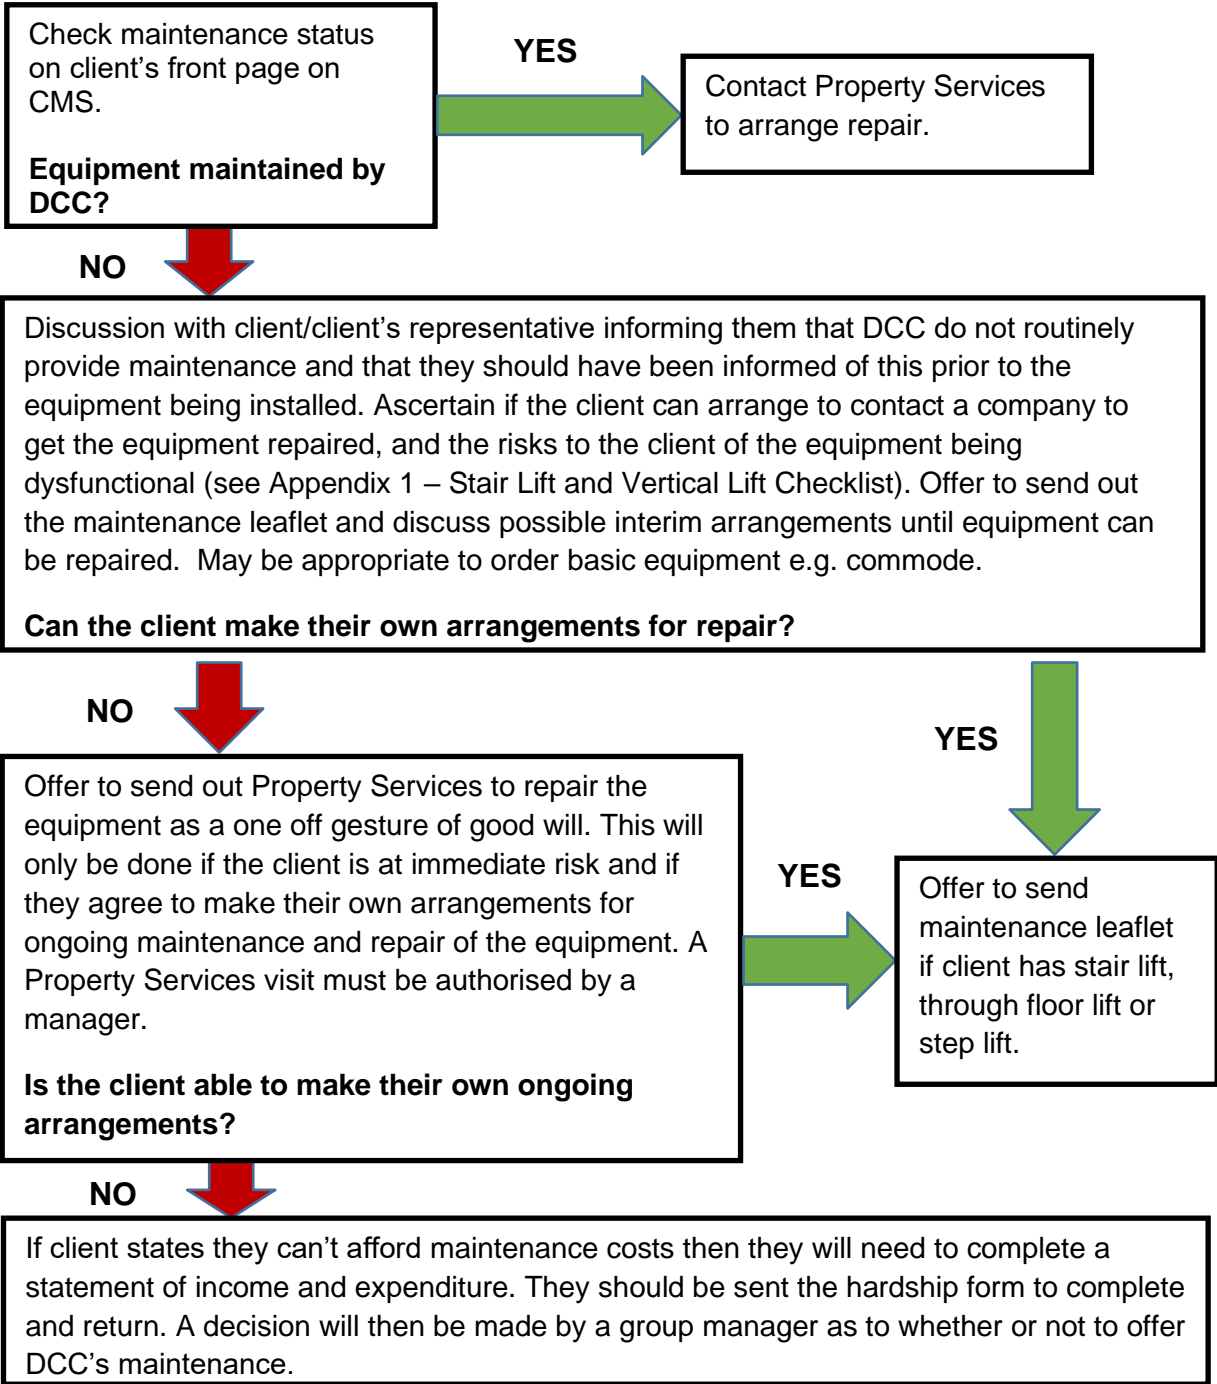 Check maintenance status
on client's front page on
CMS.
Equipment maintained by
DCC?
YES
Contact Property Services
to arrange repair.
NO
Discussion with client/client's representative informing them that DCC do not routinely
provide maintenance and that they should have been informed of this prior to the
equipment being installed. Ascertain if the client can arrange to contact a company to
get the equipment repaired, and the risks to the client of the equipment being
dysfunctional (see Appendix 1 – Stair Lift and Vertical Lift Checklist). Offer to send out
the maintenance leaflet and discuss possible interim arrangements until equipment can
be repaired.  May be appropriate to order basic equipment e.g. commode.
Can the client make their own arrangements for repair?
NO
YES
Offer to send out Property Services to repair the
equipment as a one off gesture of good will. This will
only be done if the client is at immediate risk and if
they agree to make their own arrangements for
ongoing maintenance and repair of the equipment. A
Property Services visit must be authorised by a
manager.
Is the client able to make their own ongoing
arrangements?
YES
Offer to send
maintenance leaflet
if client has stair lift,
through floor lift or
step lift.
NO
If client states they can't afford maintenance costs then they will need to complete a
statement of income and expenditure. They should be sent the hardship form to complete
and return. A decision will then be made by a group manager as to whether or not to offer
DCC's maintenance.